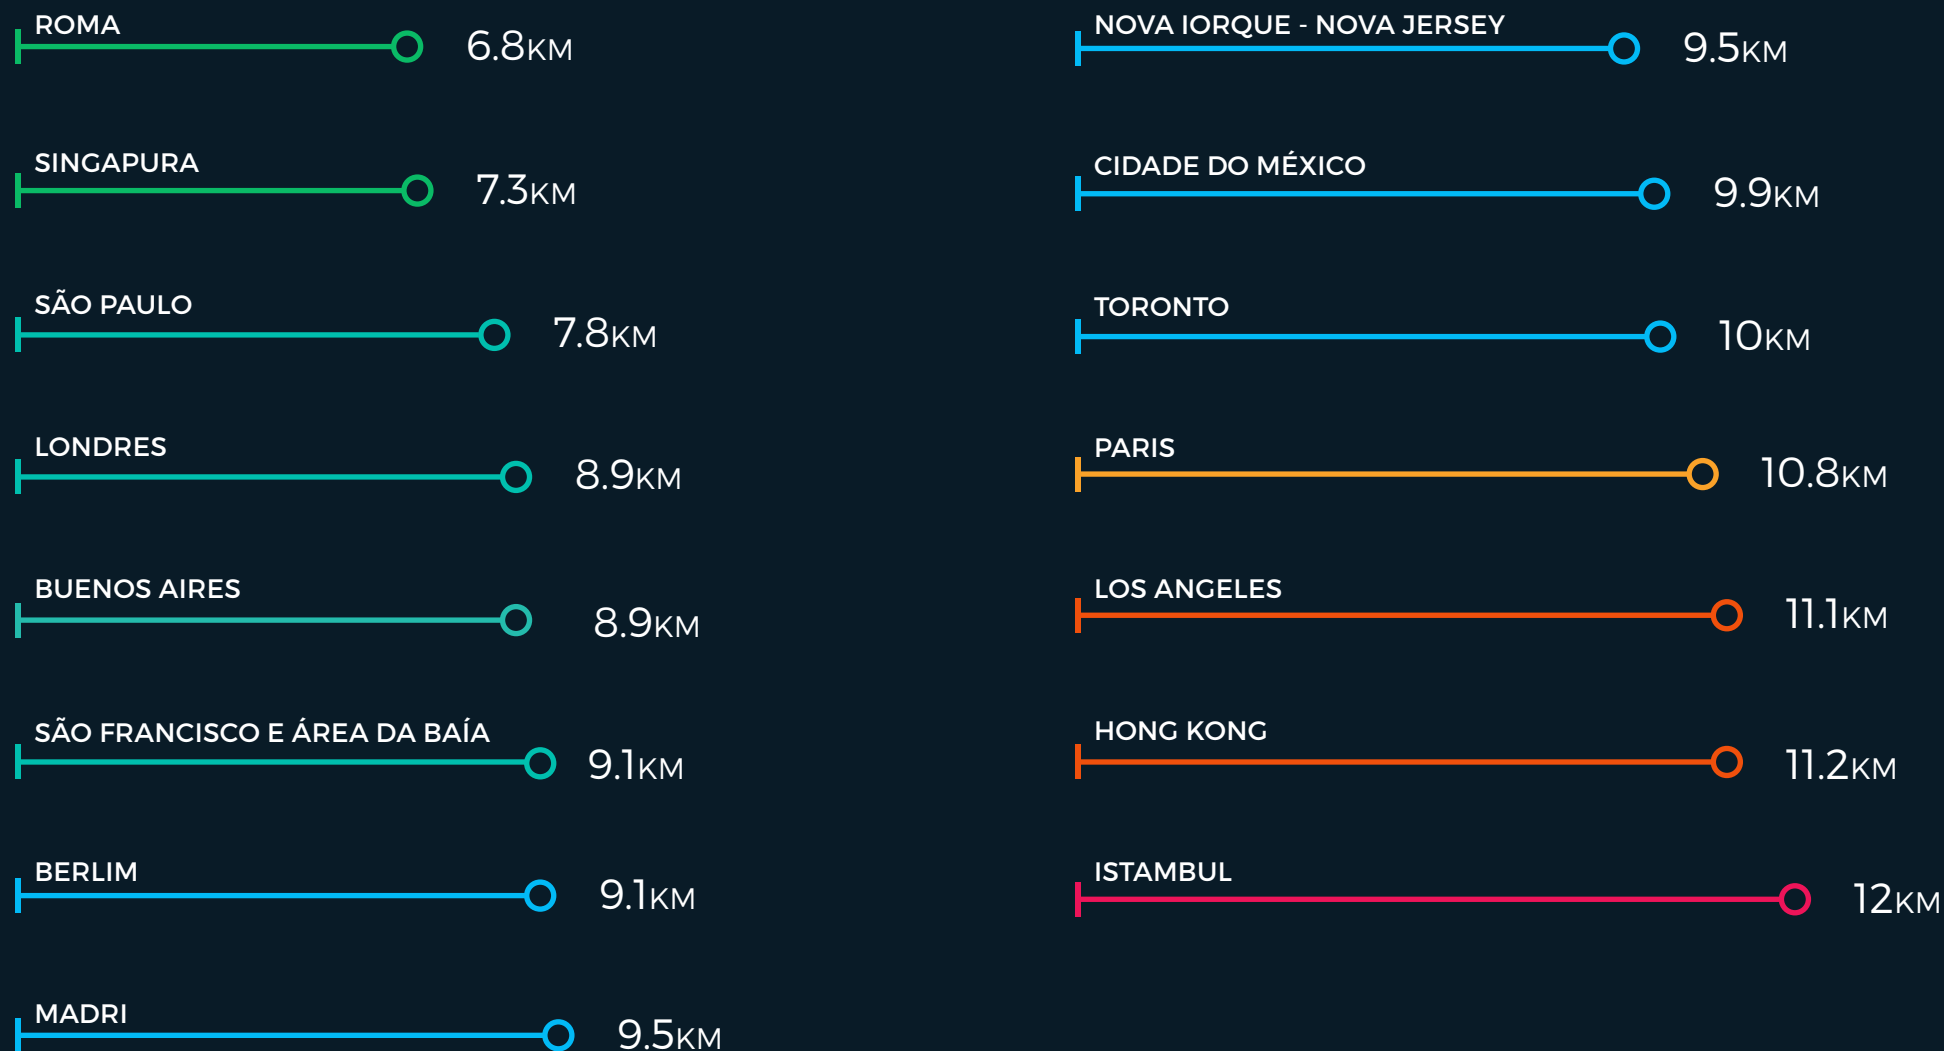 ROMA
6.8KM
SINGAPURA
7.3KM
SÃO PAULO
7.8KM
LONDRES
8.9KM
BUENOS AIRES
8.9KM
SÃO FRANCISCO E ÁREA DA BAÍA
9.1KM
BERLIM
9.1KM
MADRI
9.5KM
NOVA IORQUE - NOVA JERSEY
9.5KM
CIDADE DO MÉXICO
9.9KM
TORONTO
10KM
PARIS
10.8KM
LOS ANGELES
11.1KM
HONG KONG
11.2KM
ISTAMBUL
12KM